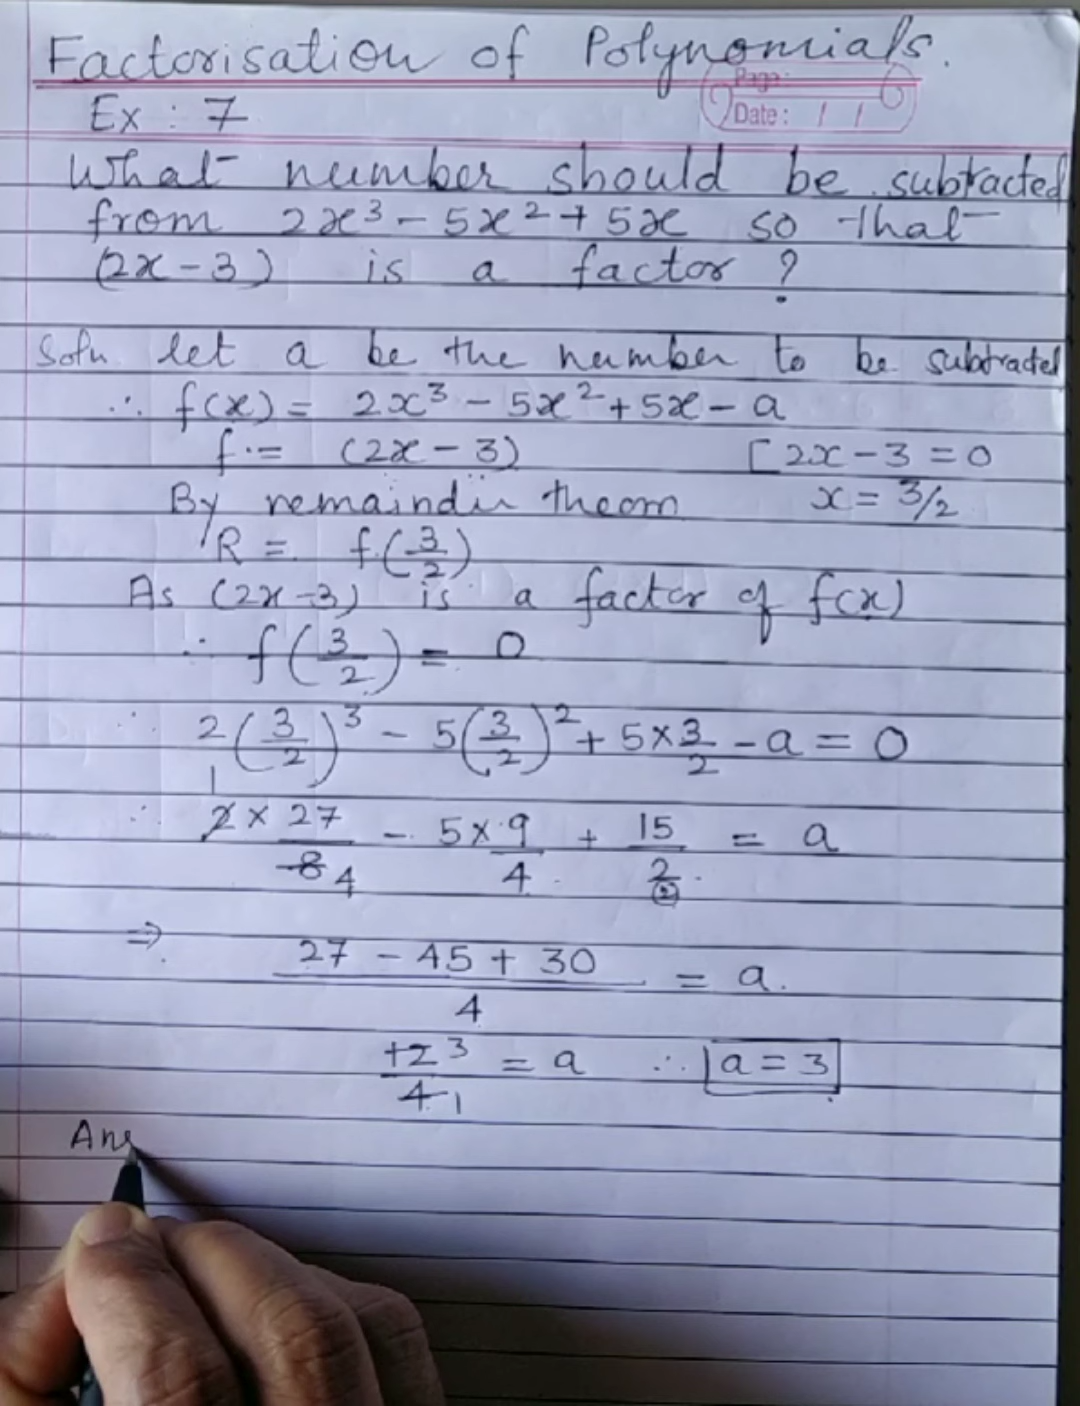 Factorisation of Polynomials.
Page:
Ex : 7
Date: / /
What number should be subtracted
from 2x³ - 5x² + 5x so that
(2x - 3) is a factor ?
Soln let a be the number to be subtracted
∴ f(x) = 2x³ - 5x² + 5x - a
f = (2x - 3) [2x - 3 = 0
By remainder theorm x = 3/2
R = f(3/2)
As (2x - 3) is a factor of f(x)
∴ f(3/2) = 0
∴ 2(3/2)³ - 5(3/2)² + 5 × 3/2 - a = 0
1
∴ 2 × 27/8 4 - 5 × 9/4 + 15/2 = a
②
⇒ 27 - 45 + 30 / 4 = a.
+12 3 / 4 1 = a ∴ a = 3
Ans